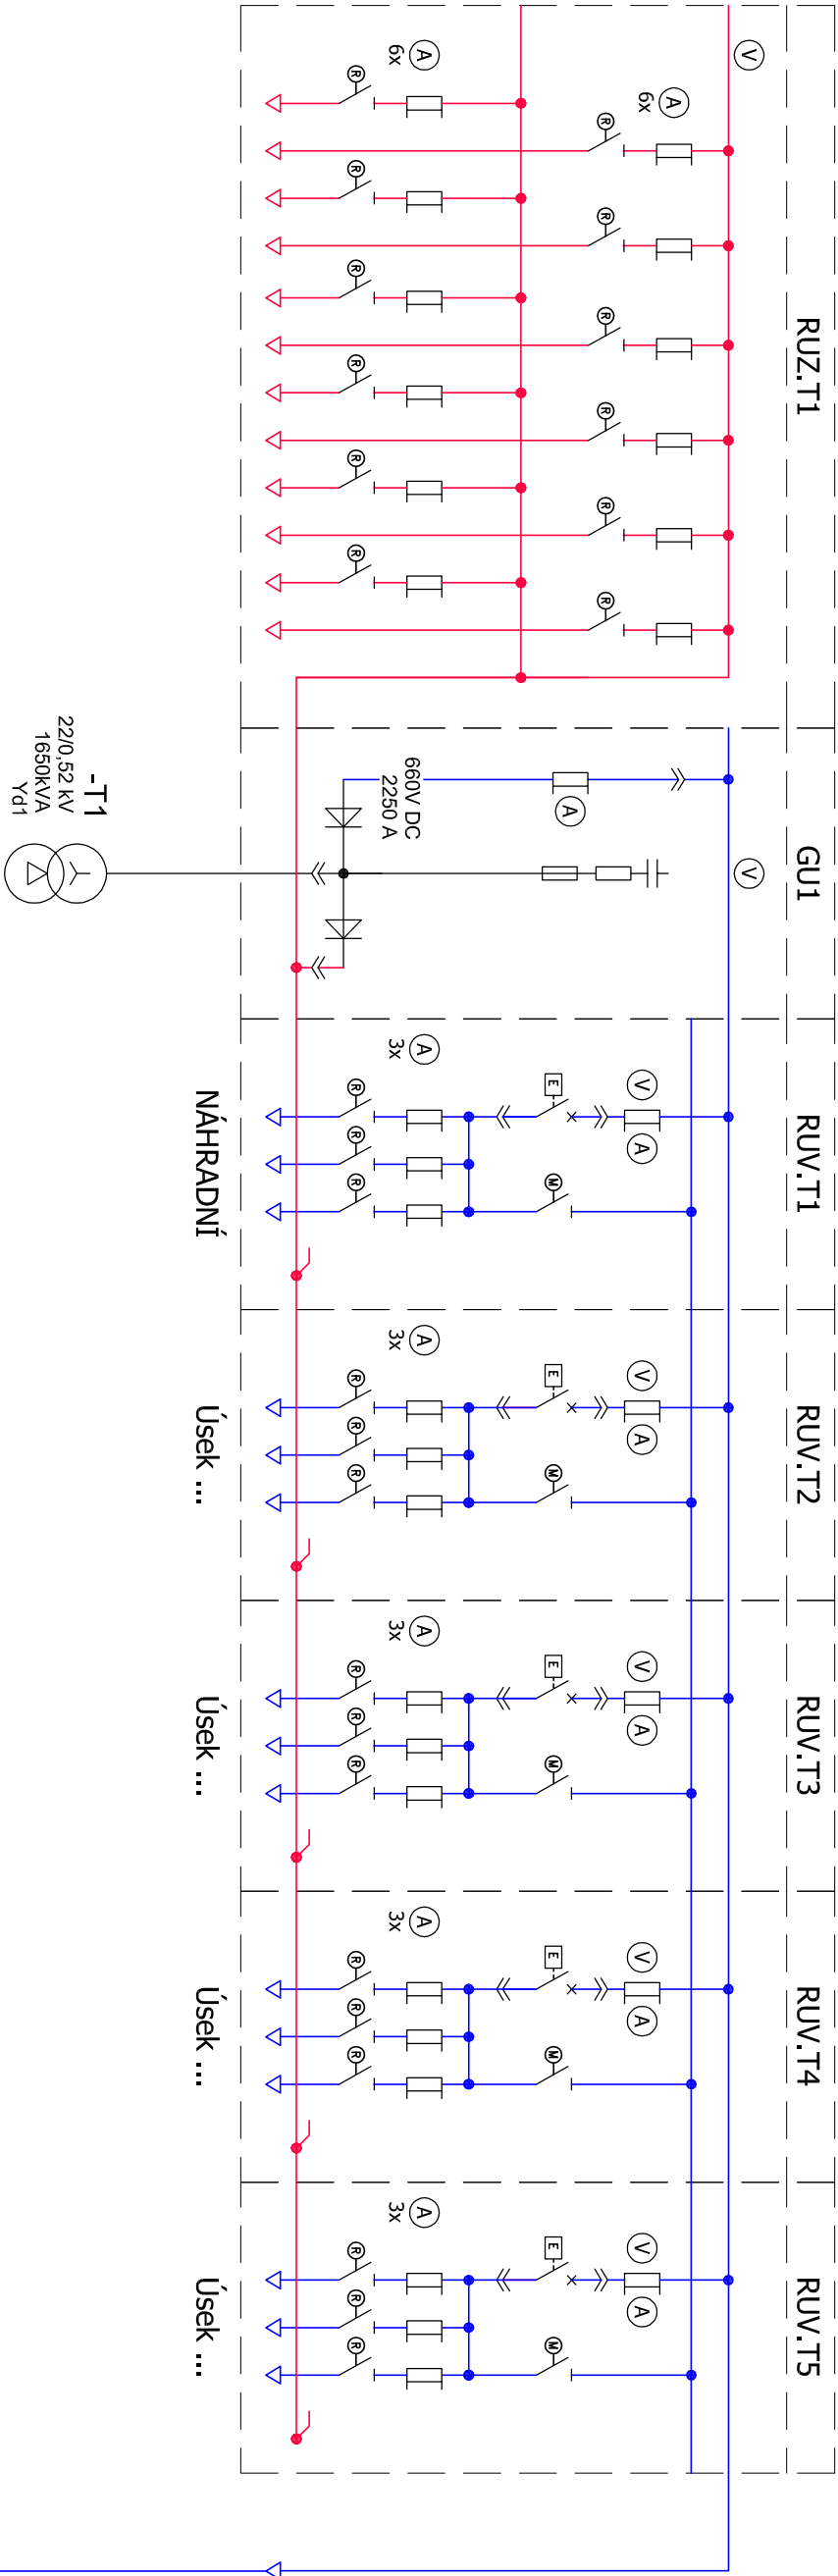 RUZ.T1
V
A
6x
A
6x
R
R
R
R
R
R
R
R
R
R
R
R
GU1
V
A
660V DC
2250 A
-T1
22/0,52 kV
1650kVA
Yd1
RUV.T1
V
A
E
M
A
3x
R
R
R
NÁHRADNÍ
RUV.T2
V
A
E
M
A
3x
R
R
R
Úsek ...
RUV.T3
V
A
E
M
A
3x
R
R
R
Úsek ...
RUV.T4
V
A
E
M
A
3x
R
R
R
Úsek ...
RUV.T5
V
A
E
M
A
3x
R
R
R
Úsek ...